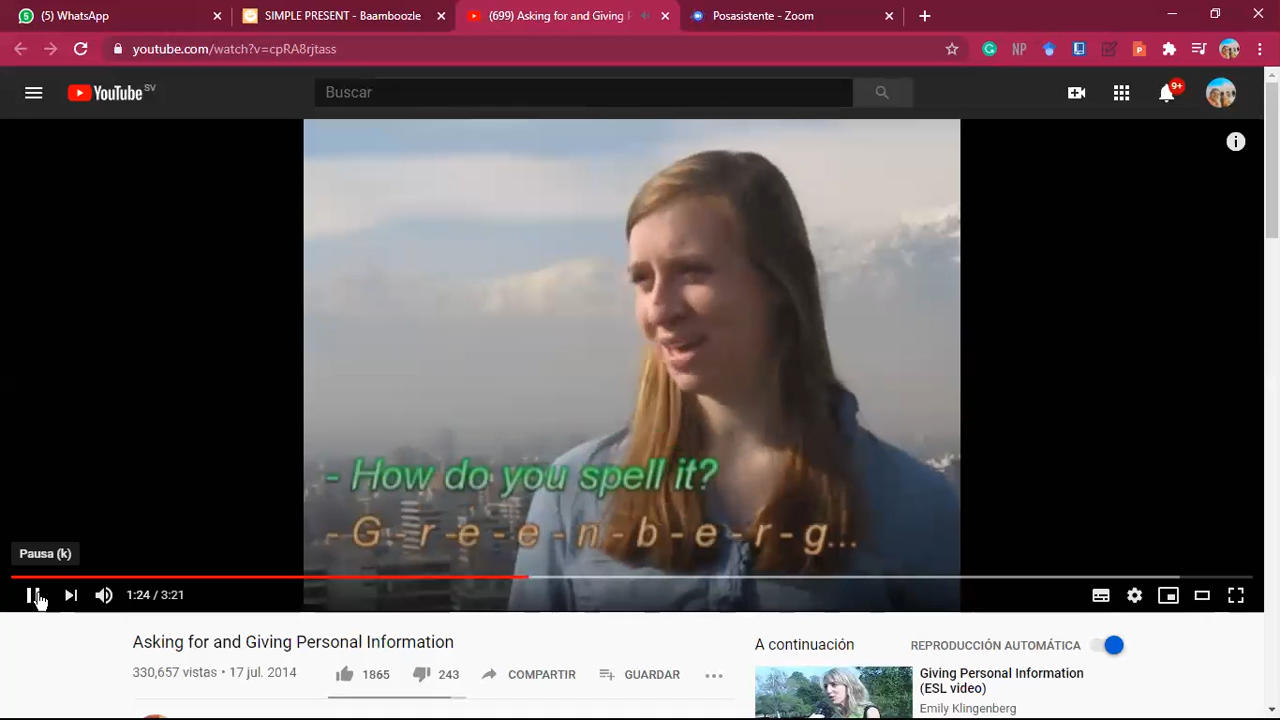 (5) WhatsApp
SIMPLE PRESENT - Baamboozle
(699) Asking for and Giving P
Posasistente - Zoom
youtube.com/watch?v=cpRA8rjtass
NP
YouTube SV
Buscar
9+
- How do you spell it?
- G - r - e - e - n - b - e - r - g...
Pausa (k)
1:24 / 3:21
Asking for and Giving Personal Information
330,657 vistas • 17 jul. 2014
1865
243
COMPARTIR
GUARDAR
A continuación
REPRODUCCIÓN AUTOMÁTICA
Giving Personal Information
(ESL video)
Emily Klingenberg